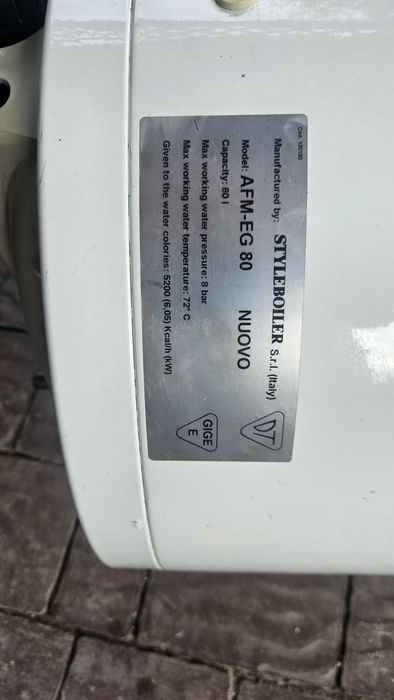 Cod. 130160
Manufactured by: STYLEBOILER S.r.l. (Italy)
Model: AFM-EG 80 NUOVO
Capacity: 80 l
Max working water pressure: 8 bar
Max working water temperature: 72° C
Given to the water colories: 5200 (6,05) Kcal/h (kW)
DT
GIGE
E